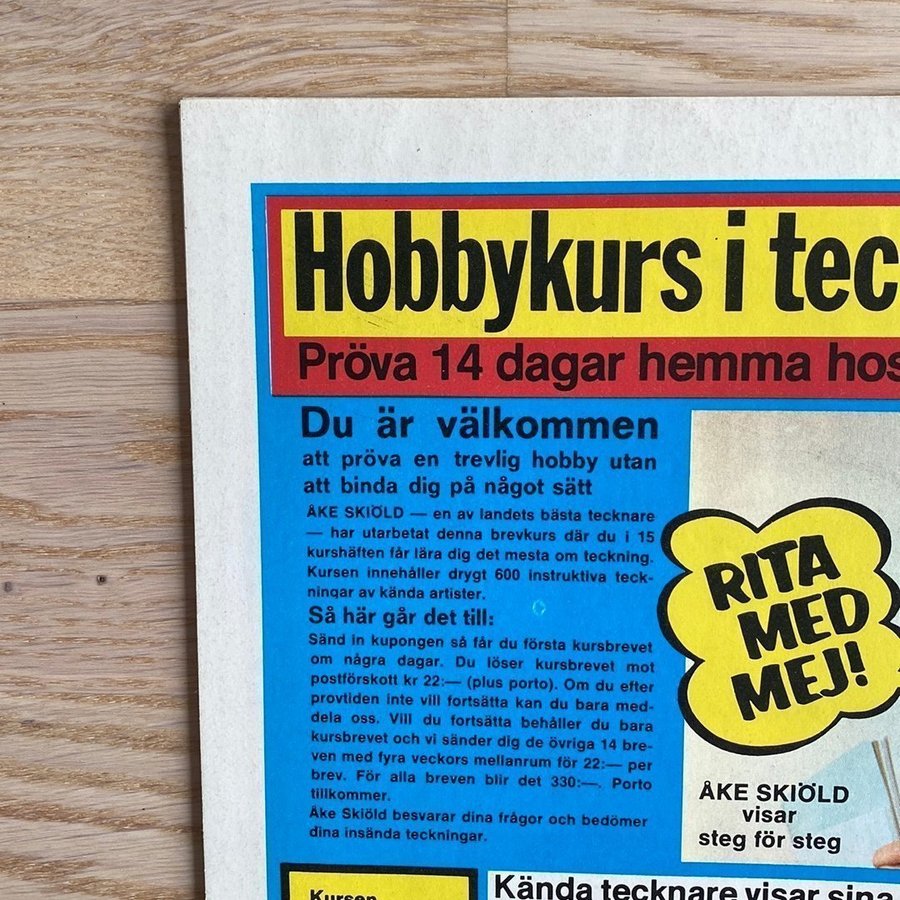 Hobbykurs i tec
Pröva 14 dagar hemma hos
Du är välkommen
att pröva en trevlig hobby utan
att binda dig på något sätt
ÅKE SKIÖLD — en av landets bästa tecknare
— har utarbetat denna brevkurs där du i 15
kurshäften får lära dig det mesta om teckning.
Kursen innehåller drygt 600 instruktiva teck-
ningar av kända artister.
Så här går det till:
Sänd in kupongen så får du första kursbrevet
om några dagar. Du löser kursbrevet mot
postförskott kr 22:— (plus porto). Om du efter
provtiden inte vill fortsätta kan du bara med-
dela oss. Vill du fortsätta behåller du bara
kursbrevet och vi sänder dig de övriga 14 bre-
ven med fyra veckors mellanrum för 22:— per
brev. För alla breven blir det 330:—. Porto
tillkommer.
Åke Skiöld besvarar dina frågor och bedömer
dina insända teckningar.
RITA
MED
MEJ!
ÅKE SKIÖLD
visar
steg för steg
Kursen
Kända tecknare visar sina